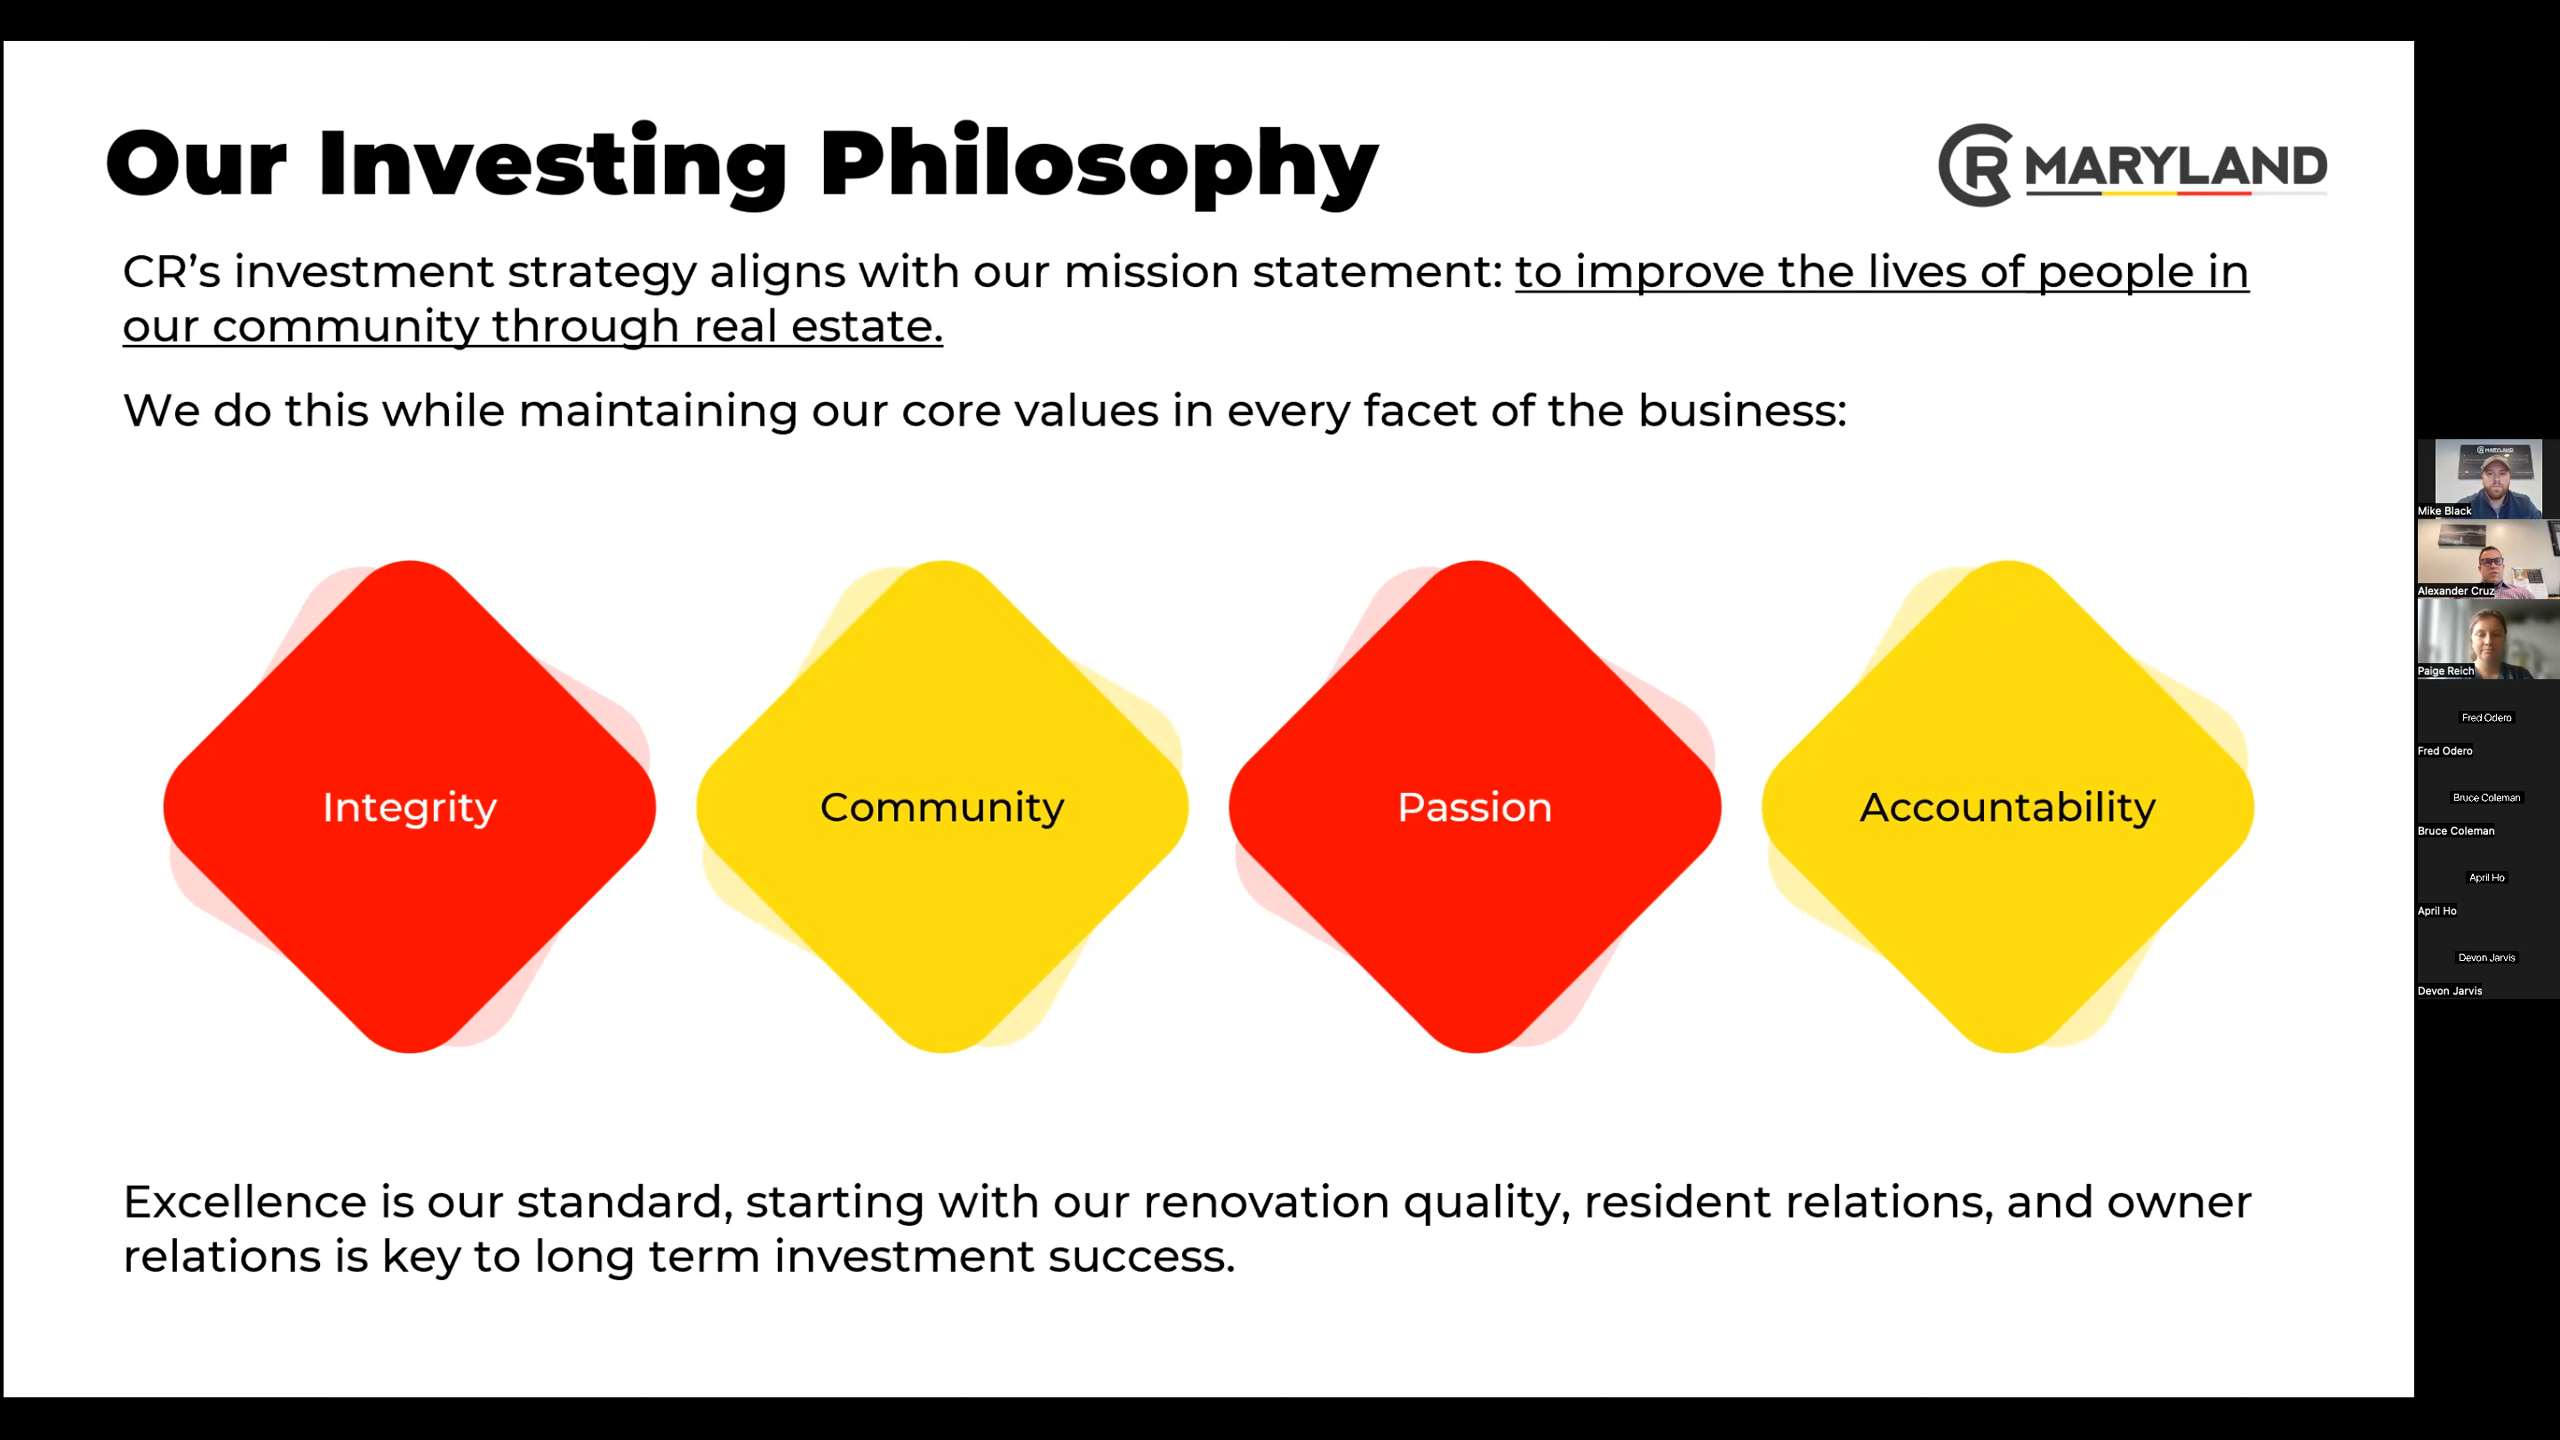 Our Investing Philosophy
CR MARYLAND
CR’s investment strategy aligns with our mission statement: to improve the lives of people in
our community through real estate.
We do this while maintaining our core values in every facet of the business:
Integrity
Community
Passion
Accountability
Excellence is our standard, starting with our renovation quality, resident relations, and owner
relations is key to long term investment success.
CR MARYLAND
Mike Black
Alexander Cruz
Paige Reich
Fred Odero
Fred Odero
Bruce Coleman
Bruce Coleman
April Ho
April Ho
Devon Jarvis
Devon Jarvis